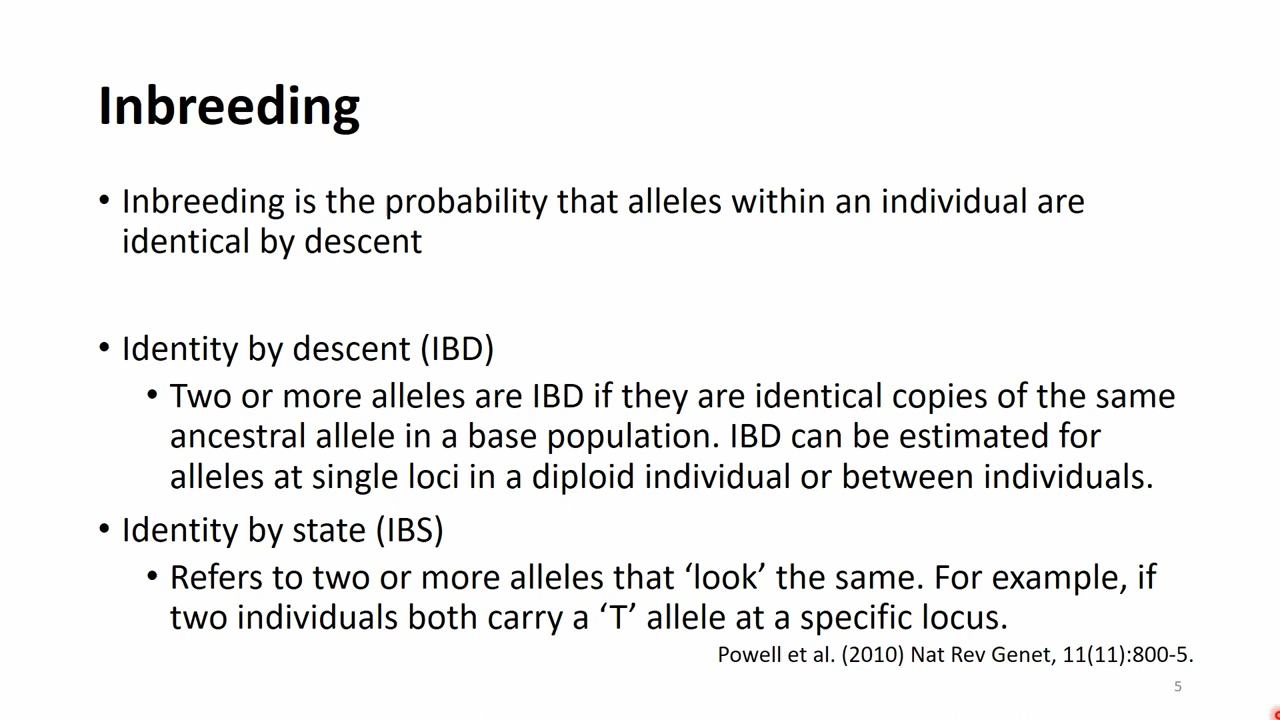 Inbreeding
• Inbreeding is the probability that alleles within an individual are
identical by descent
• Identity by descent (IBD)
• Two or more alleles are IBD if they are identical copies of the same
ancestral allele in a base population. IBD can be estimated for
alleles at single loci in a diploid individual or between individuals.
• Identity by state (IBS)
• Refers to two or more alleles that ‘look’ the same. For example, if
two individuals both carry a ‘T’ allele at a specific locus.
Powell et al. (2010) Nat Rev Genet, 11(11):800-5.
5